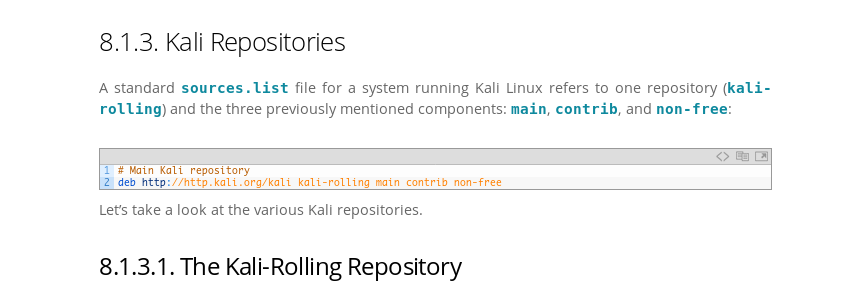 8.1.3. Kali Repositories
A standard sources.list file for a system running Kali Linux refers to one repository (kali-
rolling) and the three previously mentioned components: main, contrib, and non-free:
1 # Main Kali repository
2 deb http://http.kali.org/kali kali-rolling main contrib non-free
Let’s take a look at the various Kali repositories.
8.1.3.1. The Kali-Rolling Repository